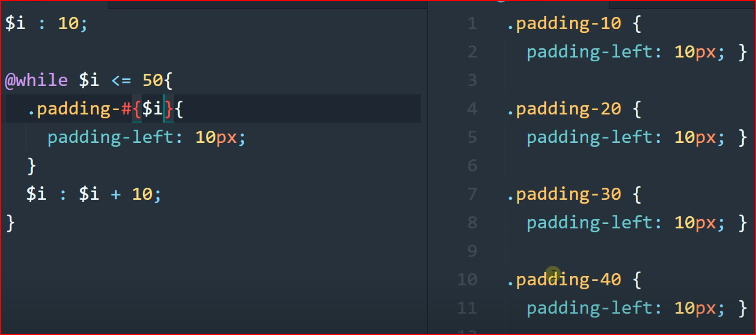 $i : 10;
@while $i <= 50{
.padding-#{$i}{
padding-left: 10px;
}
$i : $i + 10;
}
1 .padding-10 {
2 padding-left: 10px; }
3
4 .padding-20 {
5 padding-left: 10px; }
6
7 .padding-30 {
8 padding-left: 10px; }
9
10 .padding-40 {
11 padding-left: 10px; }